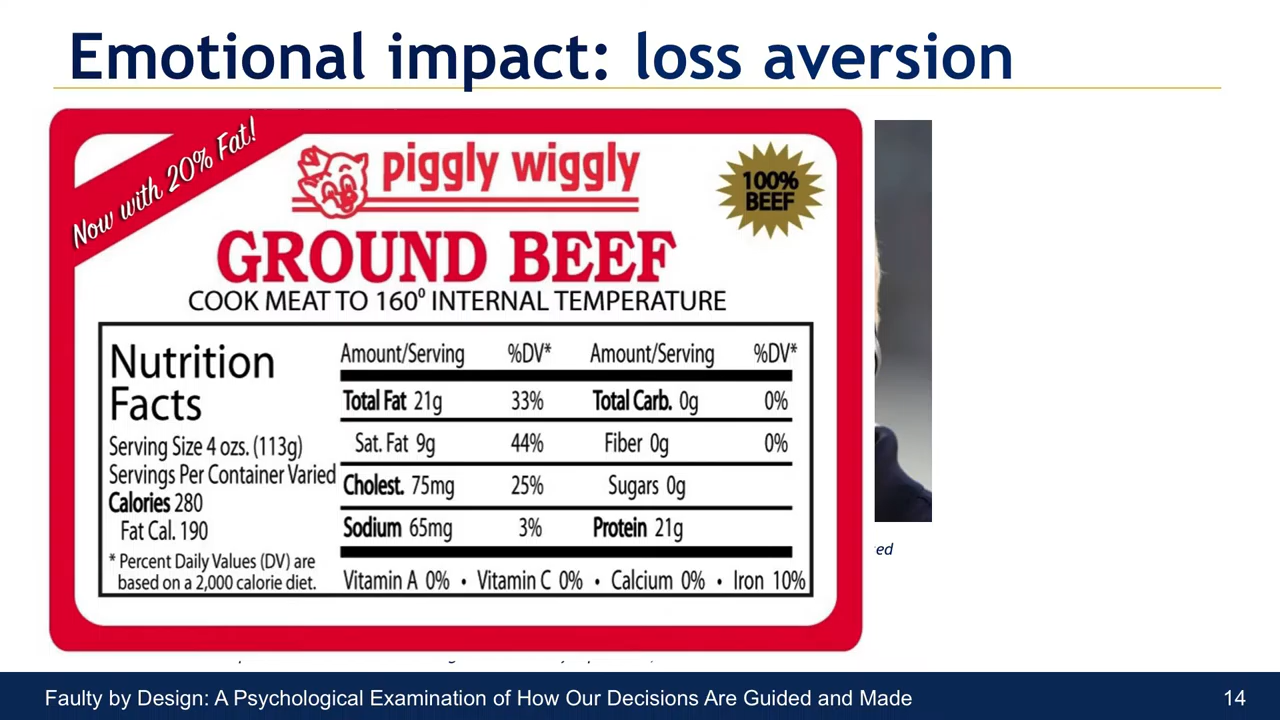 Emotional impact: loss aversion
Now with 20% Fat!
piggly wiggly
100%
BEEF
GROUND BEEF
COOK MEAT TO 160⁰ INTERNAL TEMPERATURE
Nutrition
Facts
Serving Size 4 ozs. (113g)
Servings Per Container Varied
Calories 280
Fat Cal. 190
* Percent Daily Values (DV) are
based on a 2,000 calorie diet.
Amount/Serving %DV* Amount/Serving %DV*
Total Fat 21g 33% Total Carb. 0g 0%
Sat. Fat 9g 44% Fiber 0g 0%
Cholest. 75mg 25% Sugars 0g
Sodium 65mg 3% Protein 21g
Vitamin A 0% • Vitamin C 0% • Calcium 0% • Iron 10%
ed
Faulty by Design: A Psychological Examination of How Our Decisions Are Guided and Made 14